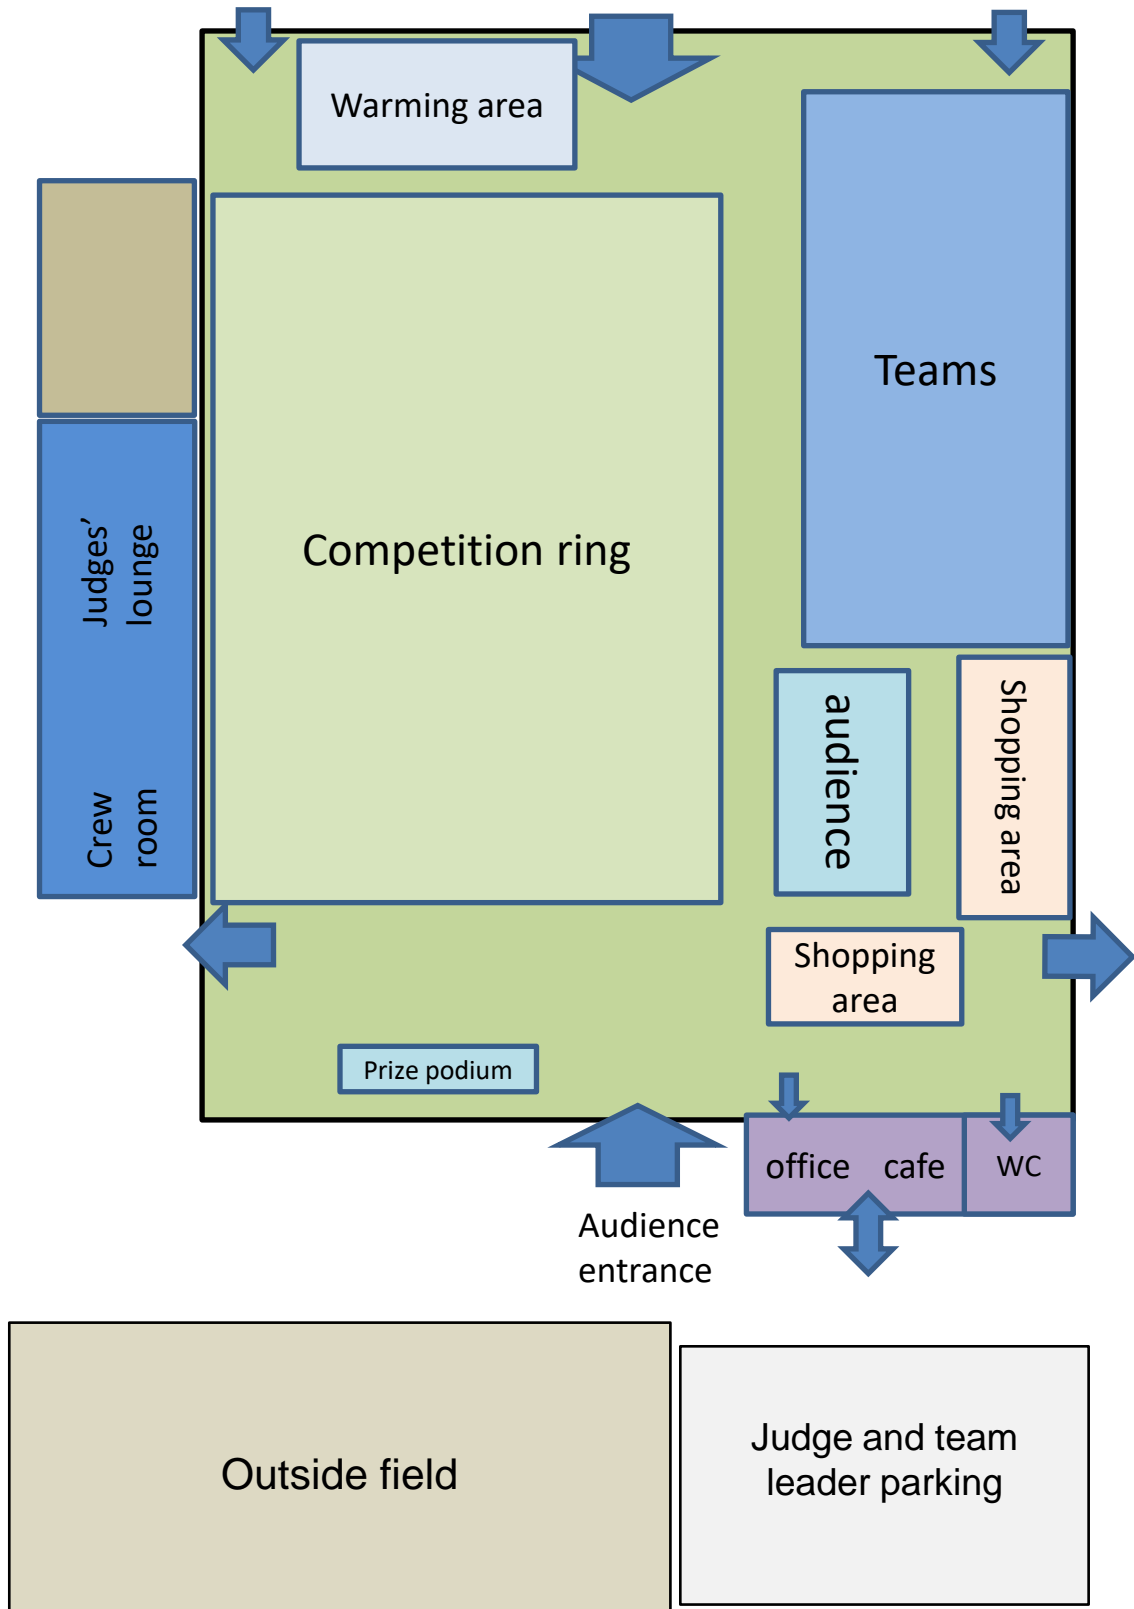 Warming area
Teams
Judges’
lounge
Competition ring
Crew
room
audience
Shopping area
Shopping
area
Prize podium
office cafe
WC
Audience
entrance
Outside field
Judge and team
leader parking